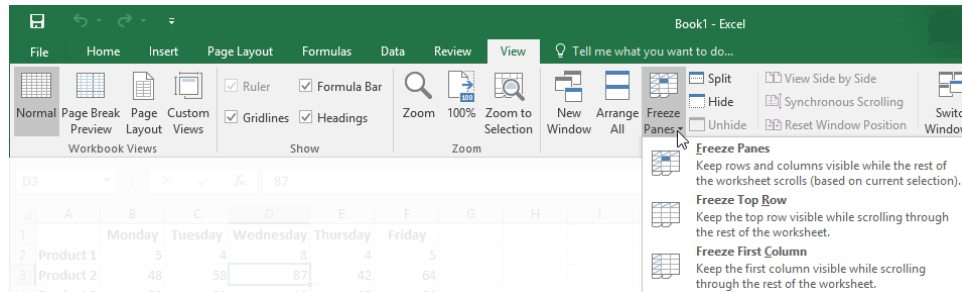 Book1 - Excel
File Home Insert Page Layout Formulas Data Review View Tell me what you want to do...
Normal Page Break Preview Page Layout Custom Views
Workbook Views
Ruler Formula Bar
Gridlines Headings
Show
Zoom 100% Zoom to Selection
Zoom
New Window Arrange All Freeze Panes
Split
Hide
Unhide
View Side by Side
Synchronous Scrolling
Reset Window Position
Freeze Panes
Keep rows and columns visible while the rest of
the worksheet scrolls (based on current selection).
Freeze Top Row
Keep the top row visible while scrolling through
the rest of the worksheet.
Freeze First Column
Keep the first column visible while scrolling
through the rest of the worksheet.
D3 fx 87
A B C D E F G H I
1 Monday Tuesday Wednesday Thursday Friday
2 Product 1 5 4 8 4 5
3 Product 2 48 58 87 42 64